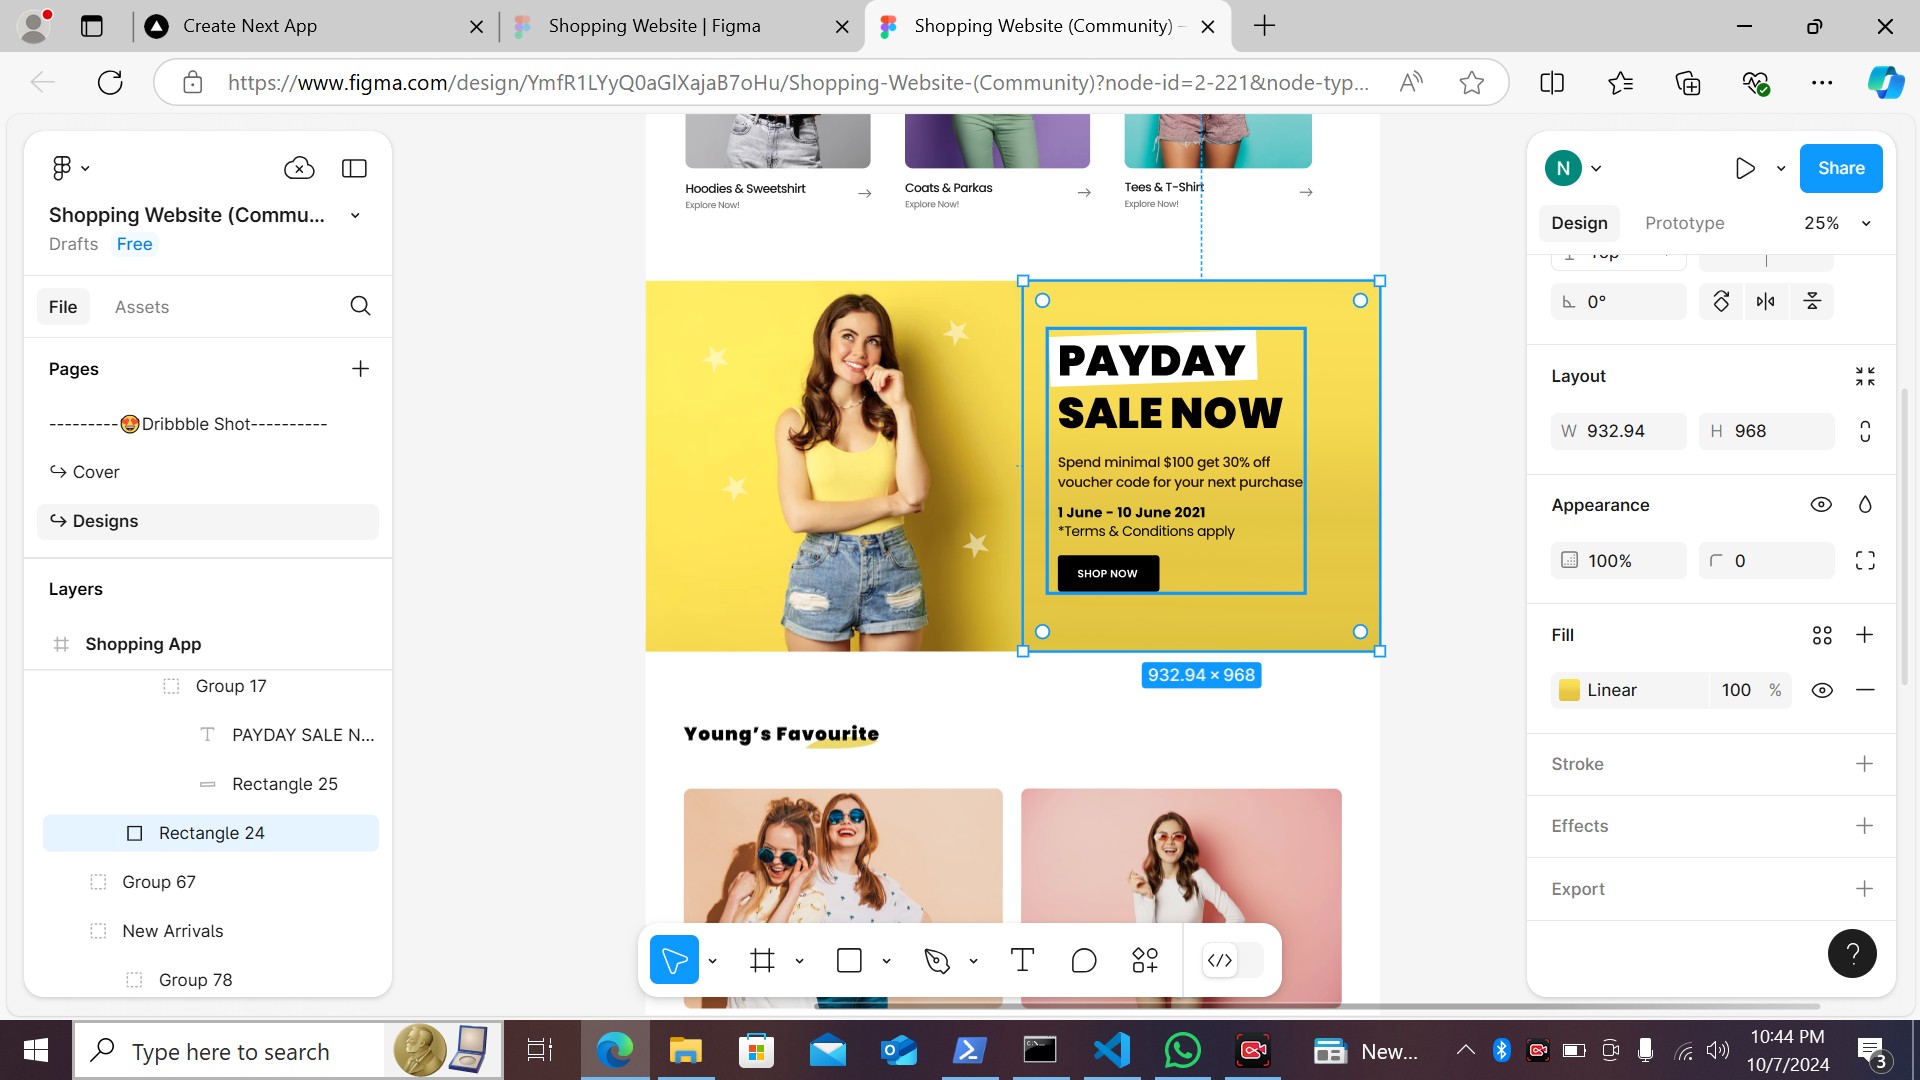 Create Next App
Shopping Website | Figma
Shopping Website (Community) -
https://www.figma.com/design/YmfR1LYyQ0aGlXajaB7oHu/Shopping-Website-(Community)?node-id=2-221&node-typ...
Shopping Website (Commu...
Drafts Free
File Assets
Pages
---------🤩Dribbble Shot----------
↪ Cover
↪ Designs
Layers
Shopping App
Group 17
PAYDAY SALE N...
Rectangle 25
Rectangle 24
Group 67
New Arrivals
Group 78
Hoodies & Sweetshirt
Explore Now!
Coats & Parkas
Explore Now!
Tees & T-Shirt
Explore Now!
PAYDAY
SALE NOW
Spend minimal $100 get 30% off
voucher code for your next purchase
1 June - 10 June 2021
*Terms & Conditions apply
SHOP NOW
932.94 × 968
Young's Favourite
N
Share
Design Prototype 25%
Top
0°
Layout
W 932.94 H 968
Appearance
100% 0
Fill
Linear 100 %
Stroke
Effects
Export
?
Type here to search
New...
10:44 PM
10/7/2024
3